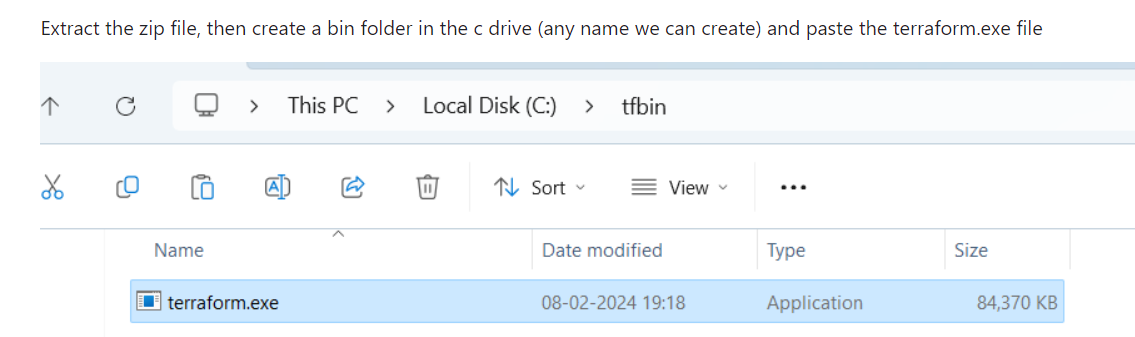 Extract the zip file, then create a bin folder in the c drive (any name we can create) and paste the terraform.exe file
This PC > Local Disk (C:) > tfbin
Sort View
Name Date modified Type Size
terraform.exe 08-02-2024 19:18 Application 84,370 KB